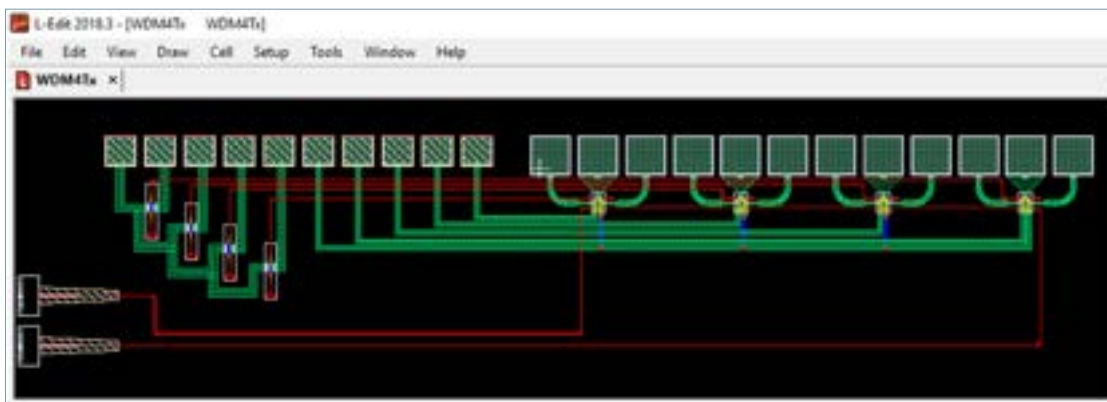 L-Edit 2018.3 - [WDM4Tx WDM4Tx]
File Edit View Draw Cell Setup Tools Window Help
WDM4Tx ×